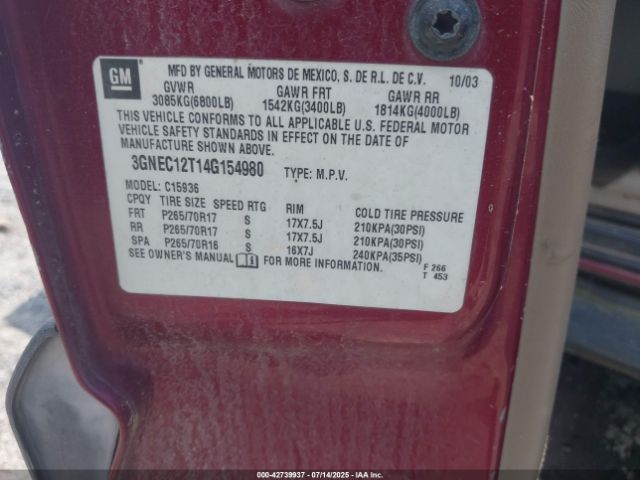 GM
MFD BY GENERAL MOTORS DE MEXICO, S. DE R.L. DE C.V. 10/03
GVWR GAWR FRT GAWR RR
3085KG(6800LB) 1542KG(3400LB) 1814KG(4000LB)
THIS VEHICLE CONFORMS TO ALL APPLICABLE U.S. FEDERAL MOTOR
VEHICLE SAFETY STANDARDS IN EFFECT ON THE DATE OF
MANUFACTURE SHOWN ABOVE.
3GNEC12T14G154980 TYPE: M.P.V.
MODEL: C15936
CPQY TIRE SIZE SPEED RTG RIM COLD TIRE PRESSURE
FRT P265/70R17 S 17X7.5J 210KPA(30PSI)
RR P265/70R17 S 17X7.5J 210KPA(30PSI)
SPA P265/70R16 S 16X7J 240KPA(35PSI)
SEE OWNER'S MANUAL FOR MORE INFORMATION. F 266
T 453
000-42739937 - 07/14/2025 - IAA Inc.